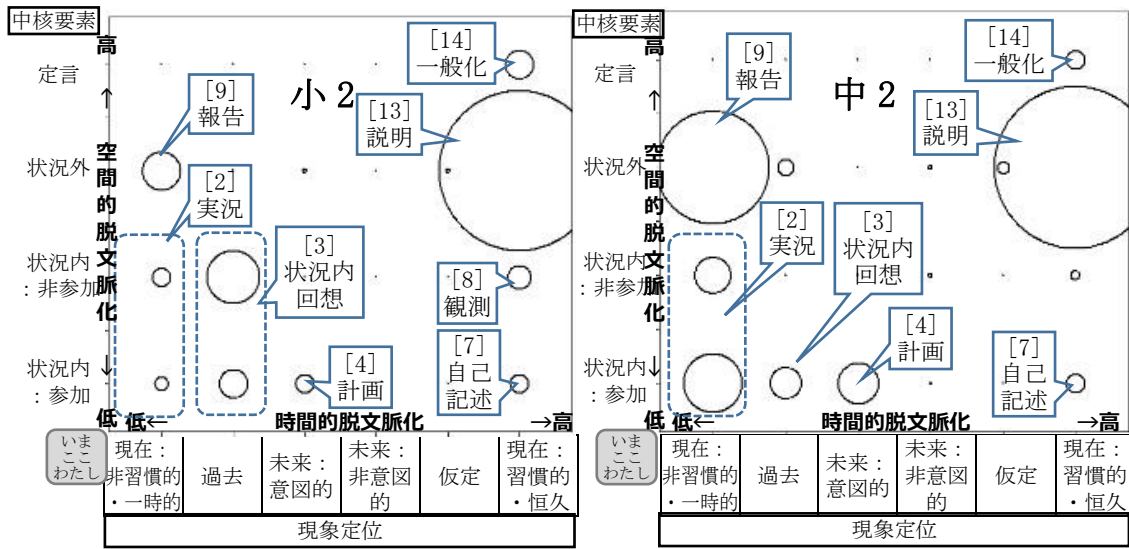 中核要素
高
定言
↑
状況外
空間的脱文脈化
状況内
：非参加
状況内
：参加
↓
低
小2
[14]
一般化
[9]
報告
[13]
説明
[2]
実況
[3]
状況内
回想
[8]
観測
[4]
計画
[7]
自己
記述
低←
時間的脱文脈化
→高
いま
ここ
わたし
現在：
非習慣的
・一時的
過去
未来：
意図的
未来：
非意図
的
仮定
現在：
習慣的
・恒久
現象定位
中核要素
高
定言
↑
状況外
空間的脱文脈化
状況内
：非参加
状況内
：参加
↓
低
中2
[14]
一般化
[9]
報告
[13]
説明
[2]
実況
[3]
状況内
回想
[4]
計画
[7]
自己
記述
低←
時間的脱文脈化
→高
いま
ここ
わたし
現在：
非習慣的
・一時的
過去
未来：
意図的
未来：
非意図
的
仮定
現在：
習慣的
・恒久
現象定位